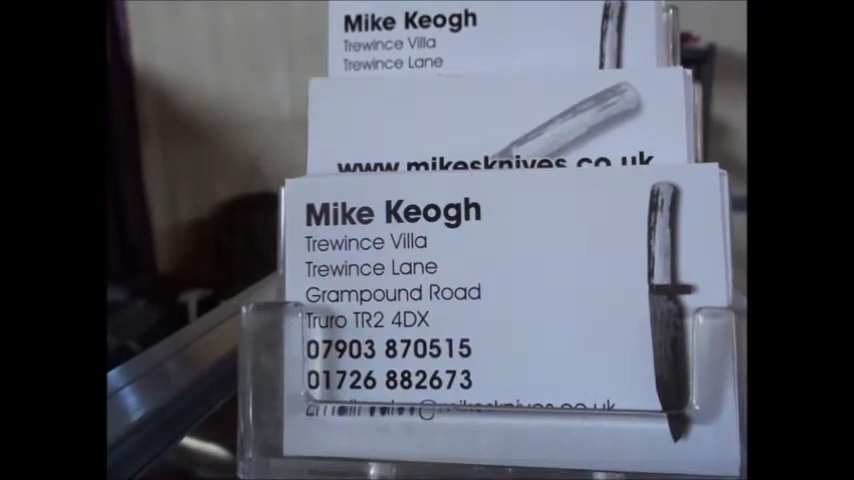 Mike Keogh
Trewince Villa
Trewince Lane
www.mikesknives.co.uk
Mike Keogh
Trewince Villa
Trewince Lane
Grampound Road
Truro TR2 4DX
07903 870515
01726 882673